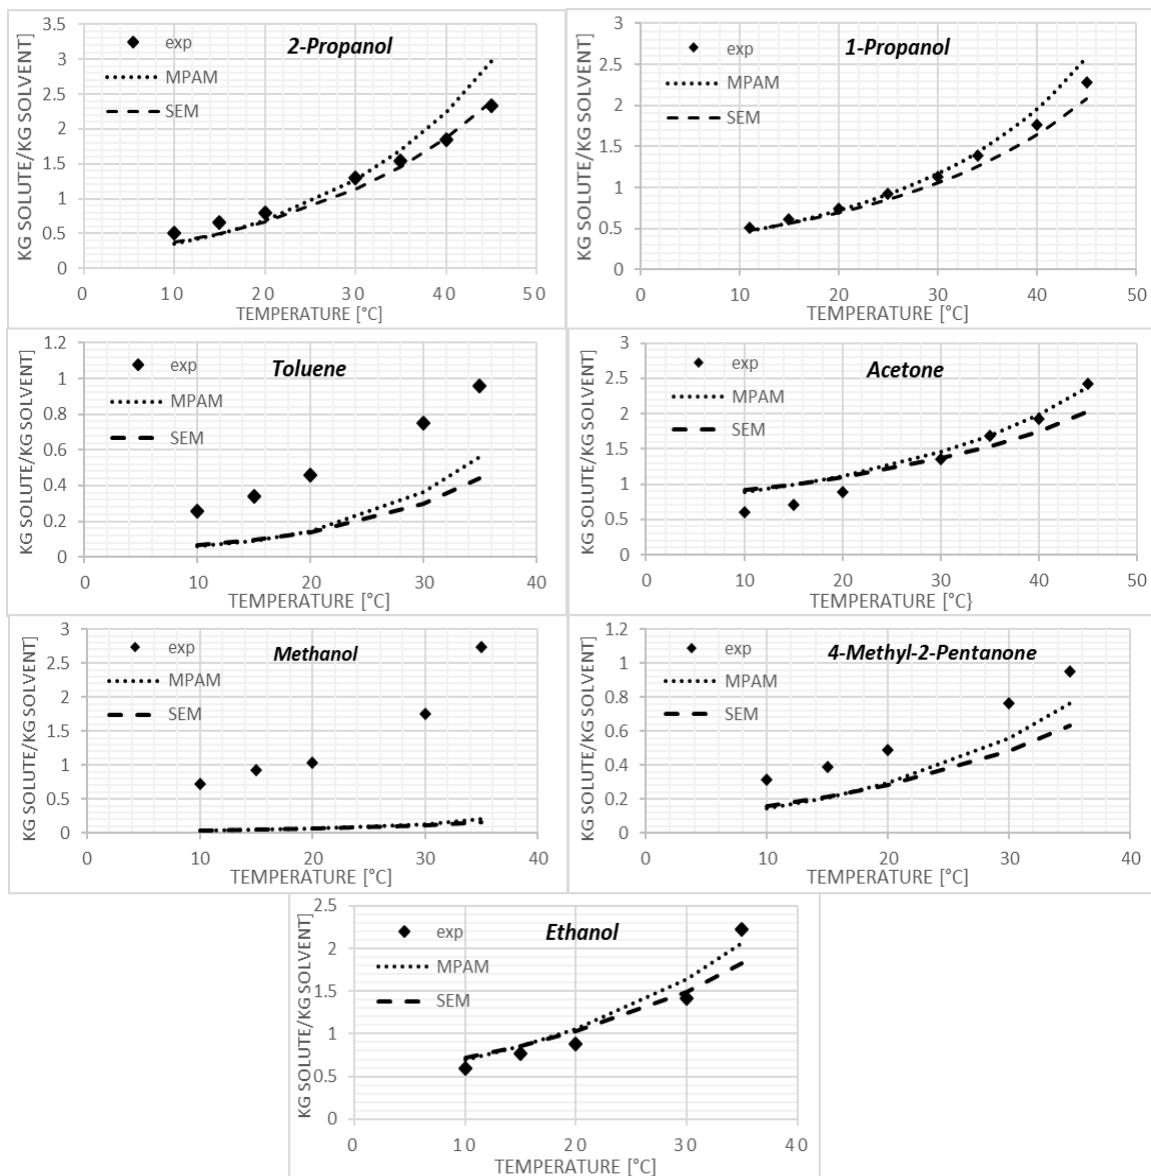 2-Propanol
exp
MPAM
SEM
KG SOLUTE/KG SOLVENT]
3.5
3
2.5
2
1.5
1
0.5
0
0 10 20 30 40 50
TEMPERATURE [°C]
1-Propanol
exp
MPAM
SEM
KG SOLUTE/KG SOLVENT]
3
2.5
2
1.5
1
0.5
0
0 10 20 30 40 50
TEMPERATURE [°C]
Toluene
exp
MPAM
SEM
KG SOLUTE/KG SOLVENT]
1.2
1
0.8
0.6
0.4
0.2
0
0 10 20 30 40
TEMPERATURE [°C]
Acetone
exp
MPAM
SEM
KG SOLUTE/KG SOLVENT]
3
2.5
2
1.5
1
0.5
0
0 10 20 30 40 50
TEMPERATURE [°C}
Methanol
exp
MPAM
SEM
KG SOLUTE/KG SOLVENT]
3
2.5
2
1.5
1
0.5
0
0 10 20 30 40
TEMPERATURE [°C]
4-Methyl-2-Pentanone
exp
MPAM
SEM
KG SOLUTE/KG SOLVENT]
1.2
1
0.8
0.6
0.4
0.2
0
0 10 20 30 40
TEMPERATURE [°C]
Ethanol
exp
MPAM
SEM
KG SOLUTE/KG SOLVENT]
2.5
2
1.5
1
0.5
0
0 10 20 30 40
TEMPERATURE [°C]